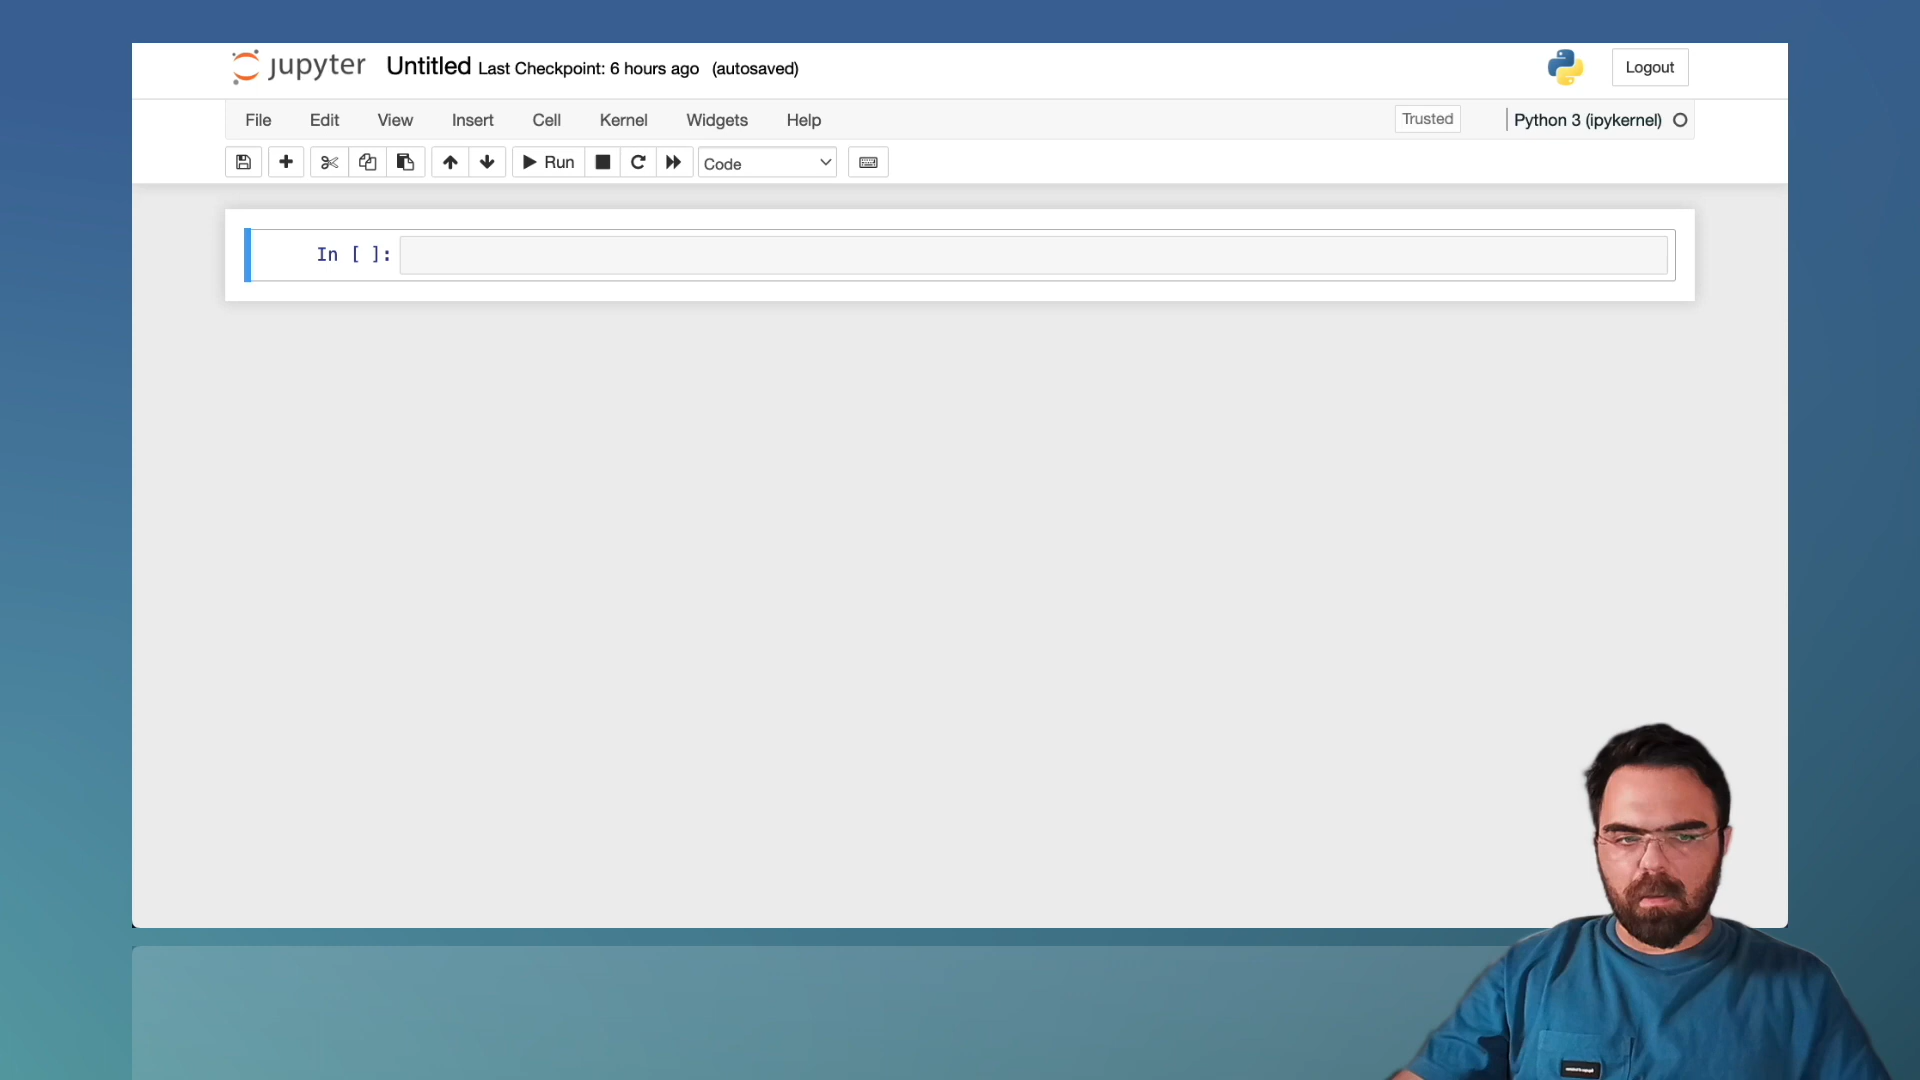 jupyter Untitled Last Checkpoint: 6 hours ago (autosaved) Logout
File Edit View Insert Cell Kernel Widgets Help Trusted Python 3 (ipykernel)
Run Code
In [ ]: